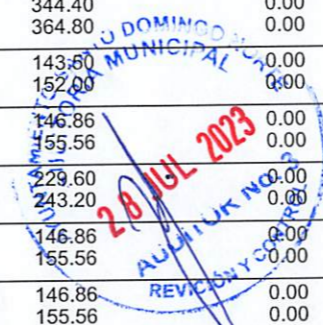 344.40 0.00
364.80 0.00
143.50 0.00
152.00 0.00
146.86 0.00
155.56 0.00
229.60 0.00
243.20 0.00
146.86 0.00
155.56 0.00
146.86 0.00
155.56 0.00
DOMINGO
MUNICIPAL
28 JUL 2023
AUDITOR NO. 3
REVICIÓN Y CONTROL